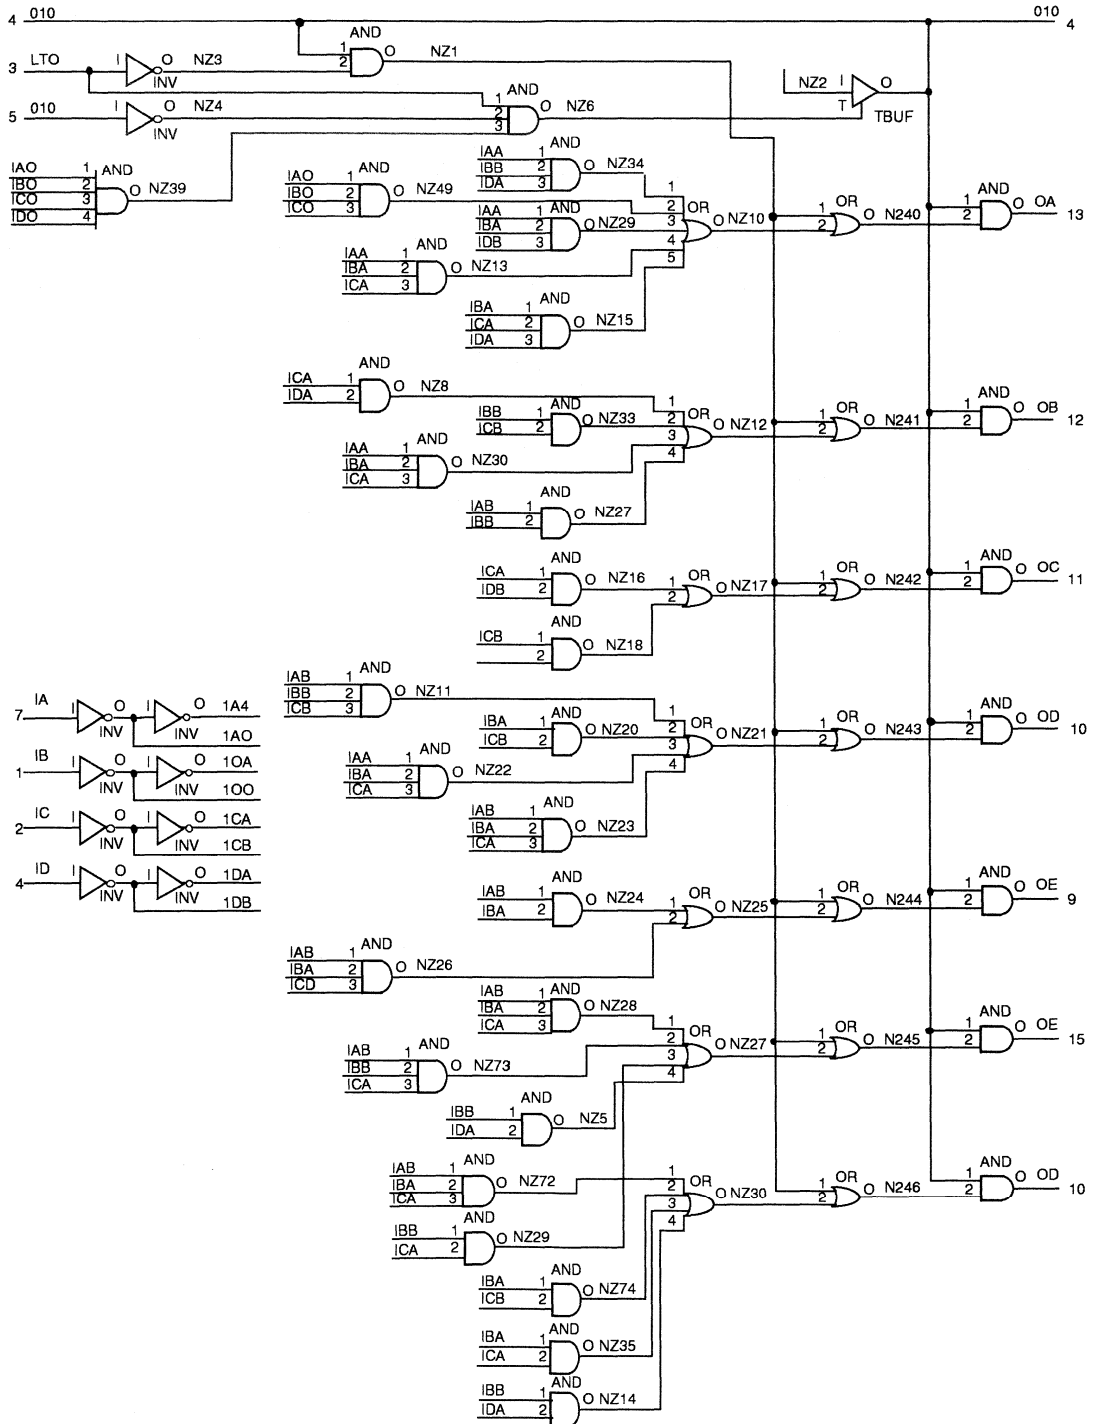 4 010 010 4
AND
1 2 O NZ1
3 LTO I O NZ3 INV
NZ2 I O T TBUF
AND
1 2 3 O NZ6
5 010 I O NZ4 INV
IAO 1 AND
IBO 2 O NZ39
ICO 3
IDO 4
IAA 1 AND
IBB 2 O NZ34
IDA 3
IAO 1 AND
IBO 2 O NZ49
ICO 3
IAA 1 AND
IBA 2 O NZ29
IDB 3
1 2 3 4 5 OR O NZ10
1 2 OR O N240
1 2 AND O OA 13
IAA 1 AND
IBA 2 O NZ13
ICA 3
IBA 1 AND
ICA 2 O NZ15
IDA 3
ICA 1 AND
IDA 2 O NZ8
IBB 1 AND
ICB 2 O NZ33
1 2 3 4 OR O NZ12
1 2 OR O N241
1 2 AND O OB 12
IAA 1 AND
IBA 2 O NZ30
ICA 3
IAB 1 AND
IBB 2 O NZ27
ICA 1 AND
IDB 2 O NZ16
1 2 OR O NZ17
1 2 OR O N242
1 2 AND O OC 11
ICB 1 AND
2 O NZ18
IAB 1 AND
IBB 2 O NZ11
ICB 3
IBA 1 AND
ICB 2 O NZ20
1 2 3 4 OR O NZ21
1 2 OR O N243
1 2 AND O OD 10
IAA 1 AND
IBA 2 O NZ22
ICA 3
IAB 1 AND
IBA 2 O NZ23
ICA 3
7 IA I O INV I O INV 1A4
1AO
1 IB I O INV I O INV 1OA
1OO
2 IC I O INV I O INV 1CA
1CB
4 ID I O INV I O INV 1DA
1DB
IAB 1 AND
IBA 2 O NZ24
1 2 OR O NZ25
1 2 OR O N244
1 2 AND O OE 9
IAB 1 AND
IBA 2 O NZ26
ICD 3
IAB 1 AND
IBA 2 O NZ28
ICA 3
1 2 3 4 OR O NZ27
1 2 OR O N245
1 2 AND O OE 15
IAB 1 AND
IBB 2 O NZ73
ICA 3
IBB 1 AND
IDA 2 O NZ5
IAB 1 AND
IBA 2 O NZ72
ICA 3
1 2 3 4 OR O NZ30
1 2 OR O N246
1 2 AND O OD 10
IBB 1 AND
ICA 2 O NZ29
IBA 1 AND
ICB 2 O NZ74
IBA 1 AND
ICA 2 O NZ35
IBB 1 AND
IDA 2 O NZ14